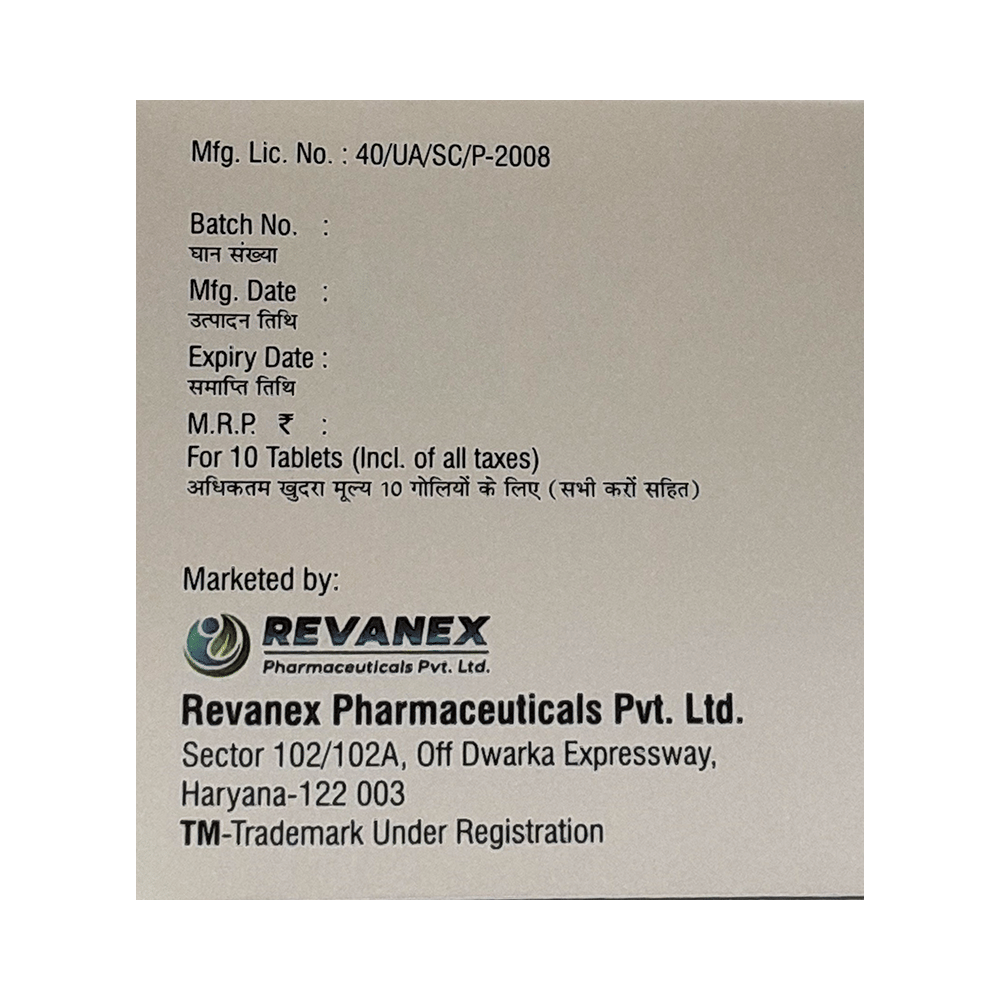 Mfg. Lic. No. : 40/UA/SC/P-2008
Batch No. :
घान संख्या
Mfg. Date :
उत्पादन तिथि
Expiry Date :
समाप्ति तिथि
M.R.P. ₹ :
For 10 Tablets (Incl. of all taxes)
अधिकतम खुदरा मूल्य 10 गोलियों के लिए (सभी करों सहित)
Marketed by:
REVANEX
Pharmaceuticals Pvt. Ltd.
Revanex Pharmaceuticals Pvt. Ltd.
Sector 102/102A, Off Dwarka Expressway,
Haryana-122 003
TM-Trademark Under Registration